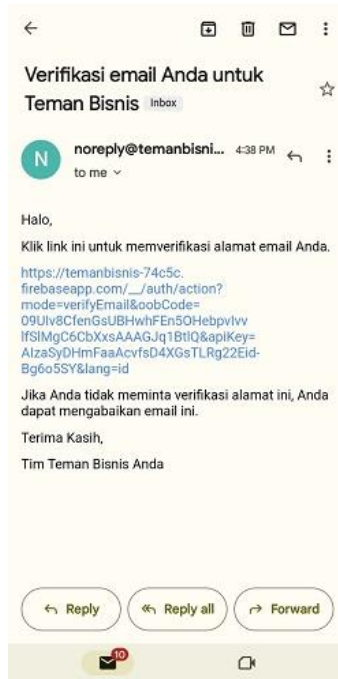 Verifikasi email Anda untuk
Teman Bisnis Inbox
N
noreply@temanbisni... 4:38 PM
to me
Halo,
Klik link ini untuk memverifikasi alamat email Anda.
https://temanbisnis-74c5c.
firebaseapp.com/__/auth/action?
mode=verifyEmail&oobCode=
09Ulv8CfenGsUBHwhFEn5OHebpvlvv
lfSlMgC6CbXxsAAAGJq1BtlQ&apiKey=
AlzaSyDHmFaaAcvfsD4XGsTLRg22Eid-
Bg6o5SY&lang=id
Jika Anda tidak meminta verifikasi alamat ini, Anda
dapat mengabaikan email ini.
Terima Kasih,
Tim Teman Bisnis Anda
Reply Reply all Forward
10